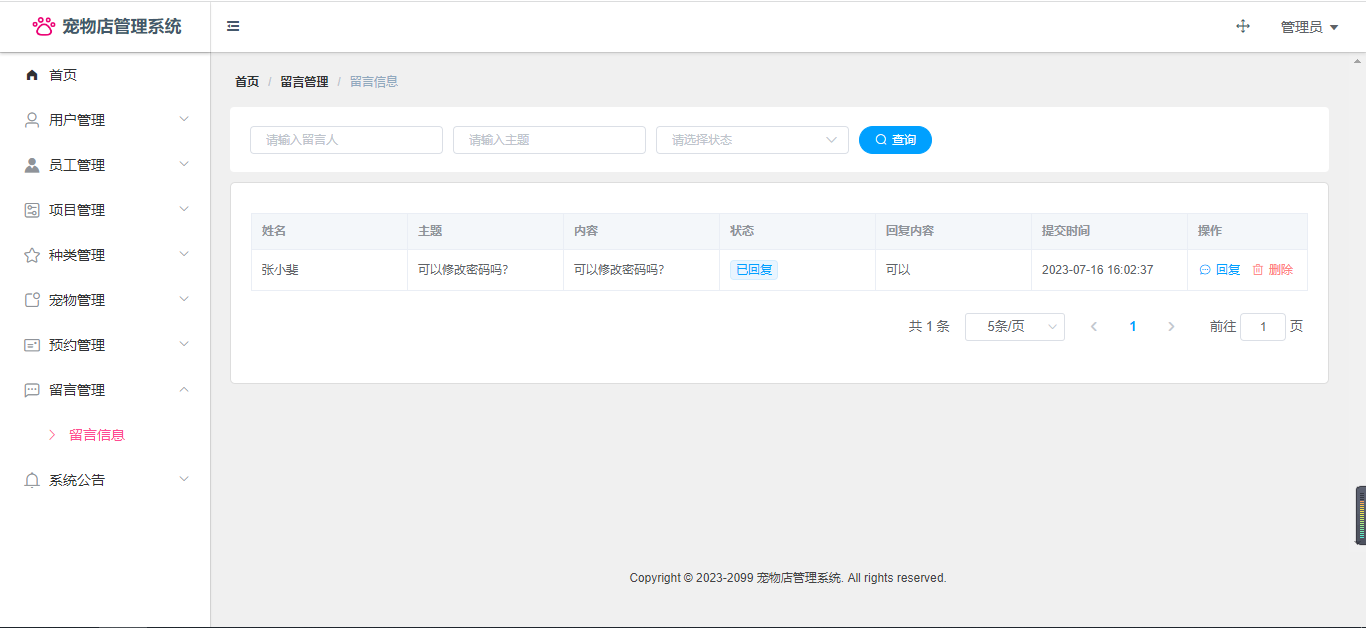 宠物店管理系统
管理员
首页
用户管理
员工管理
项目管理
种类管理
宠物管理
预约管理
留言管理
留言信息
系统公告
首页 / 留言管理 / 留言信息
请输入留言人 请输入主题 请选择状态 查询
姓名 主题 内容 状态 回复内容 提交时间 操作
张小斐 可以修改密码吗? 可以修改密码吗? 已回复 可以 2023-07-16 16:02:37 回复 删除
共 1 条 5条/页 1 前往 1 页
Copyright © 2023-2099 宠物店管理系统. All rights reserved.